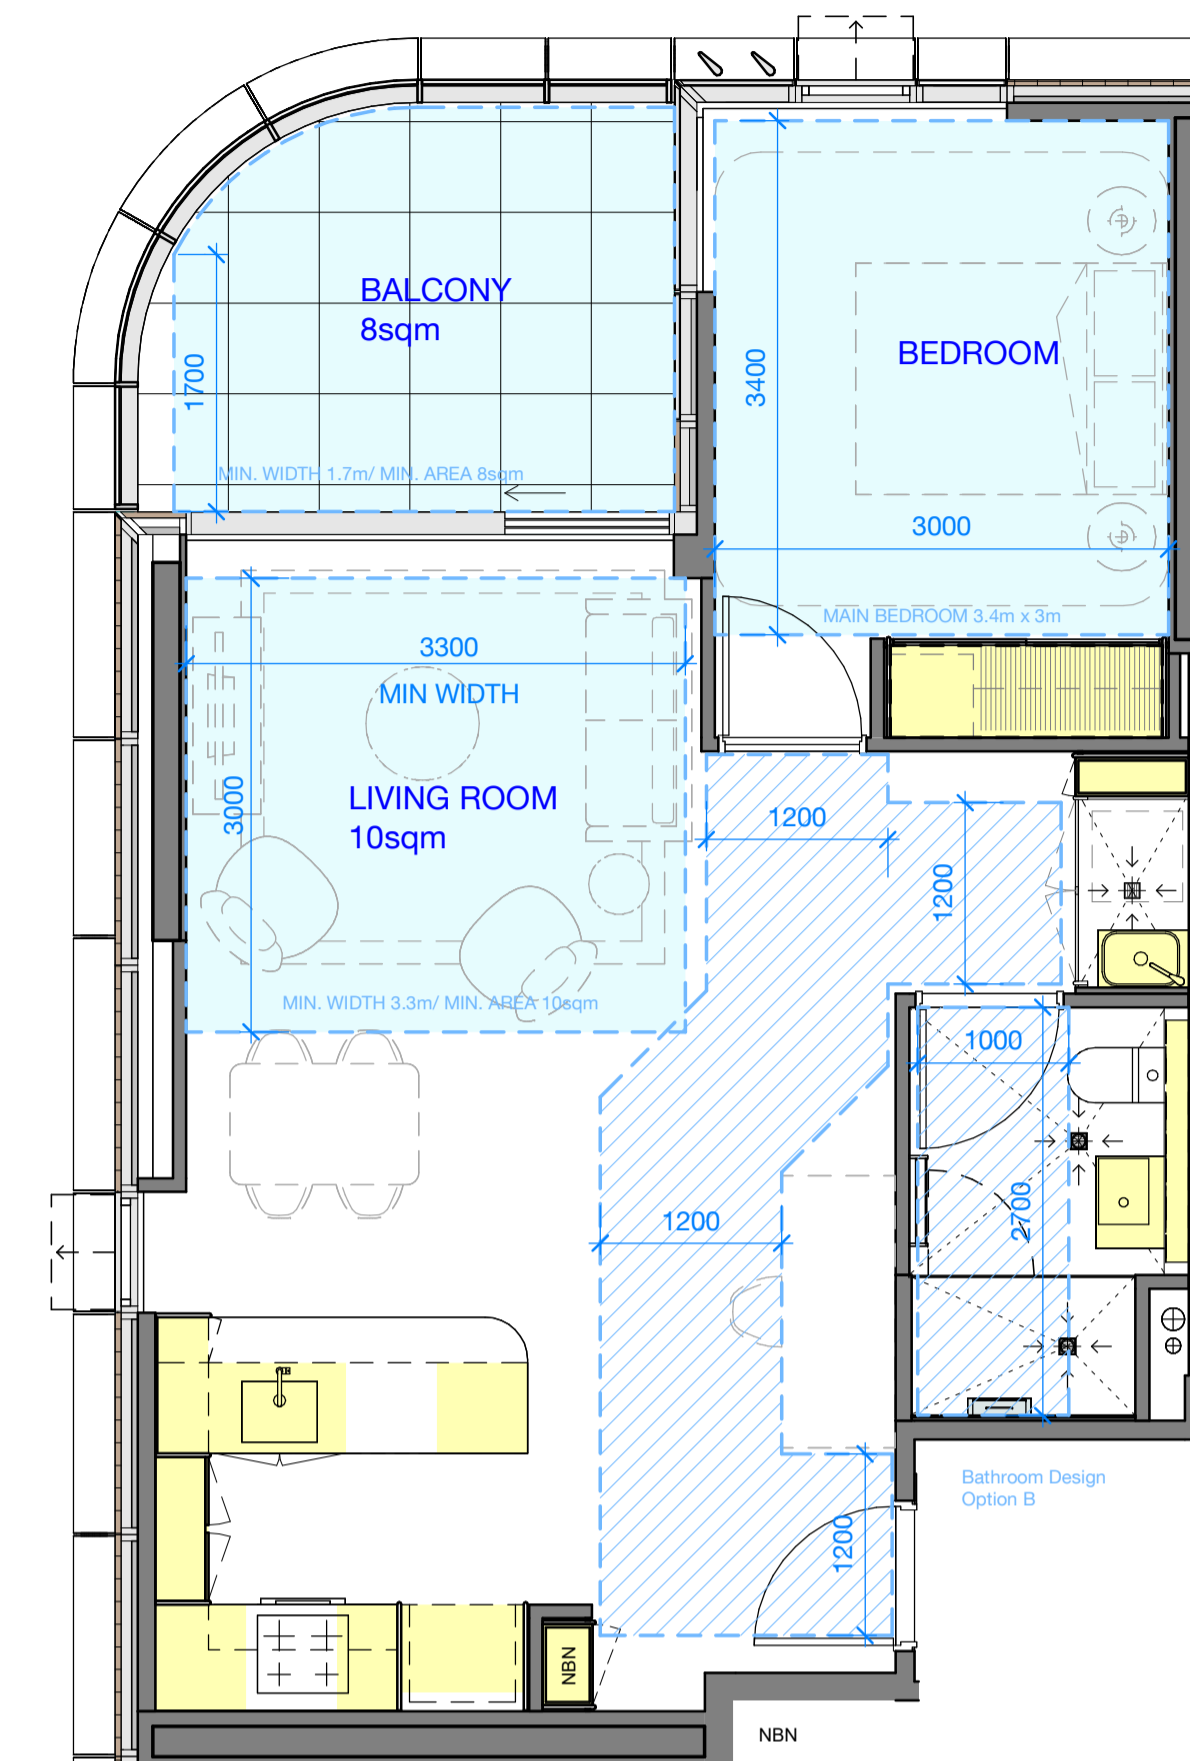 BALCONY
8sqm
1700
MIN. WIDTH 1.7m/ MIN. AREA 8sqm
BEDROOM
3400
3000
MAIN BEDROOM 3.4m x 3m
3300
MIN WIDTH
LIVING ROOM
10sqm
3000
MIN. WIDTH 3.3m/ MIN. AREA 10sqm
1200
1200
1000
2700
1200
Bathroom Design
Option B
1200
NBN
NBN